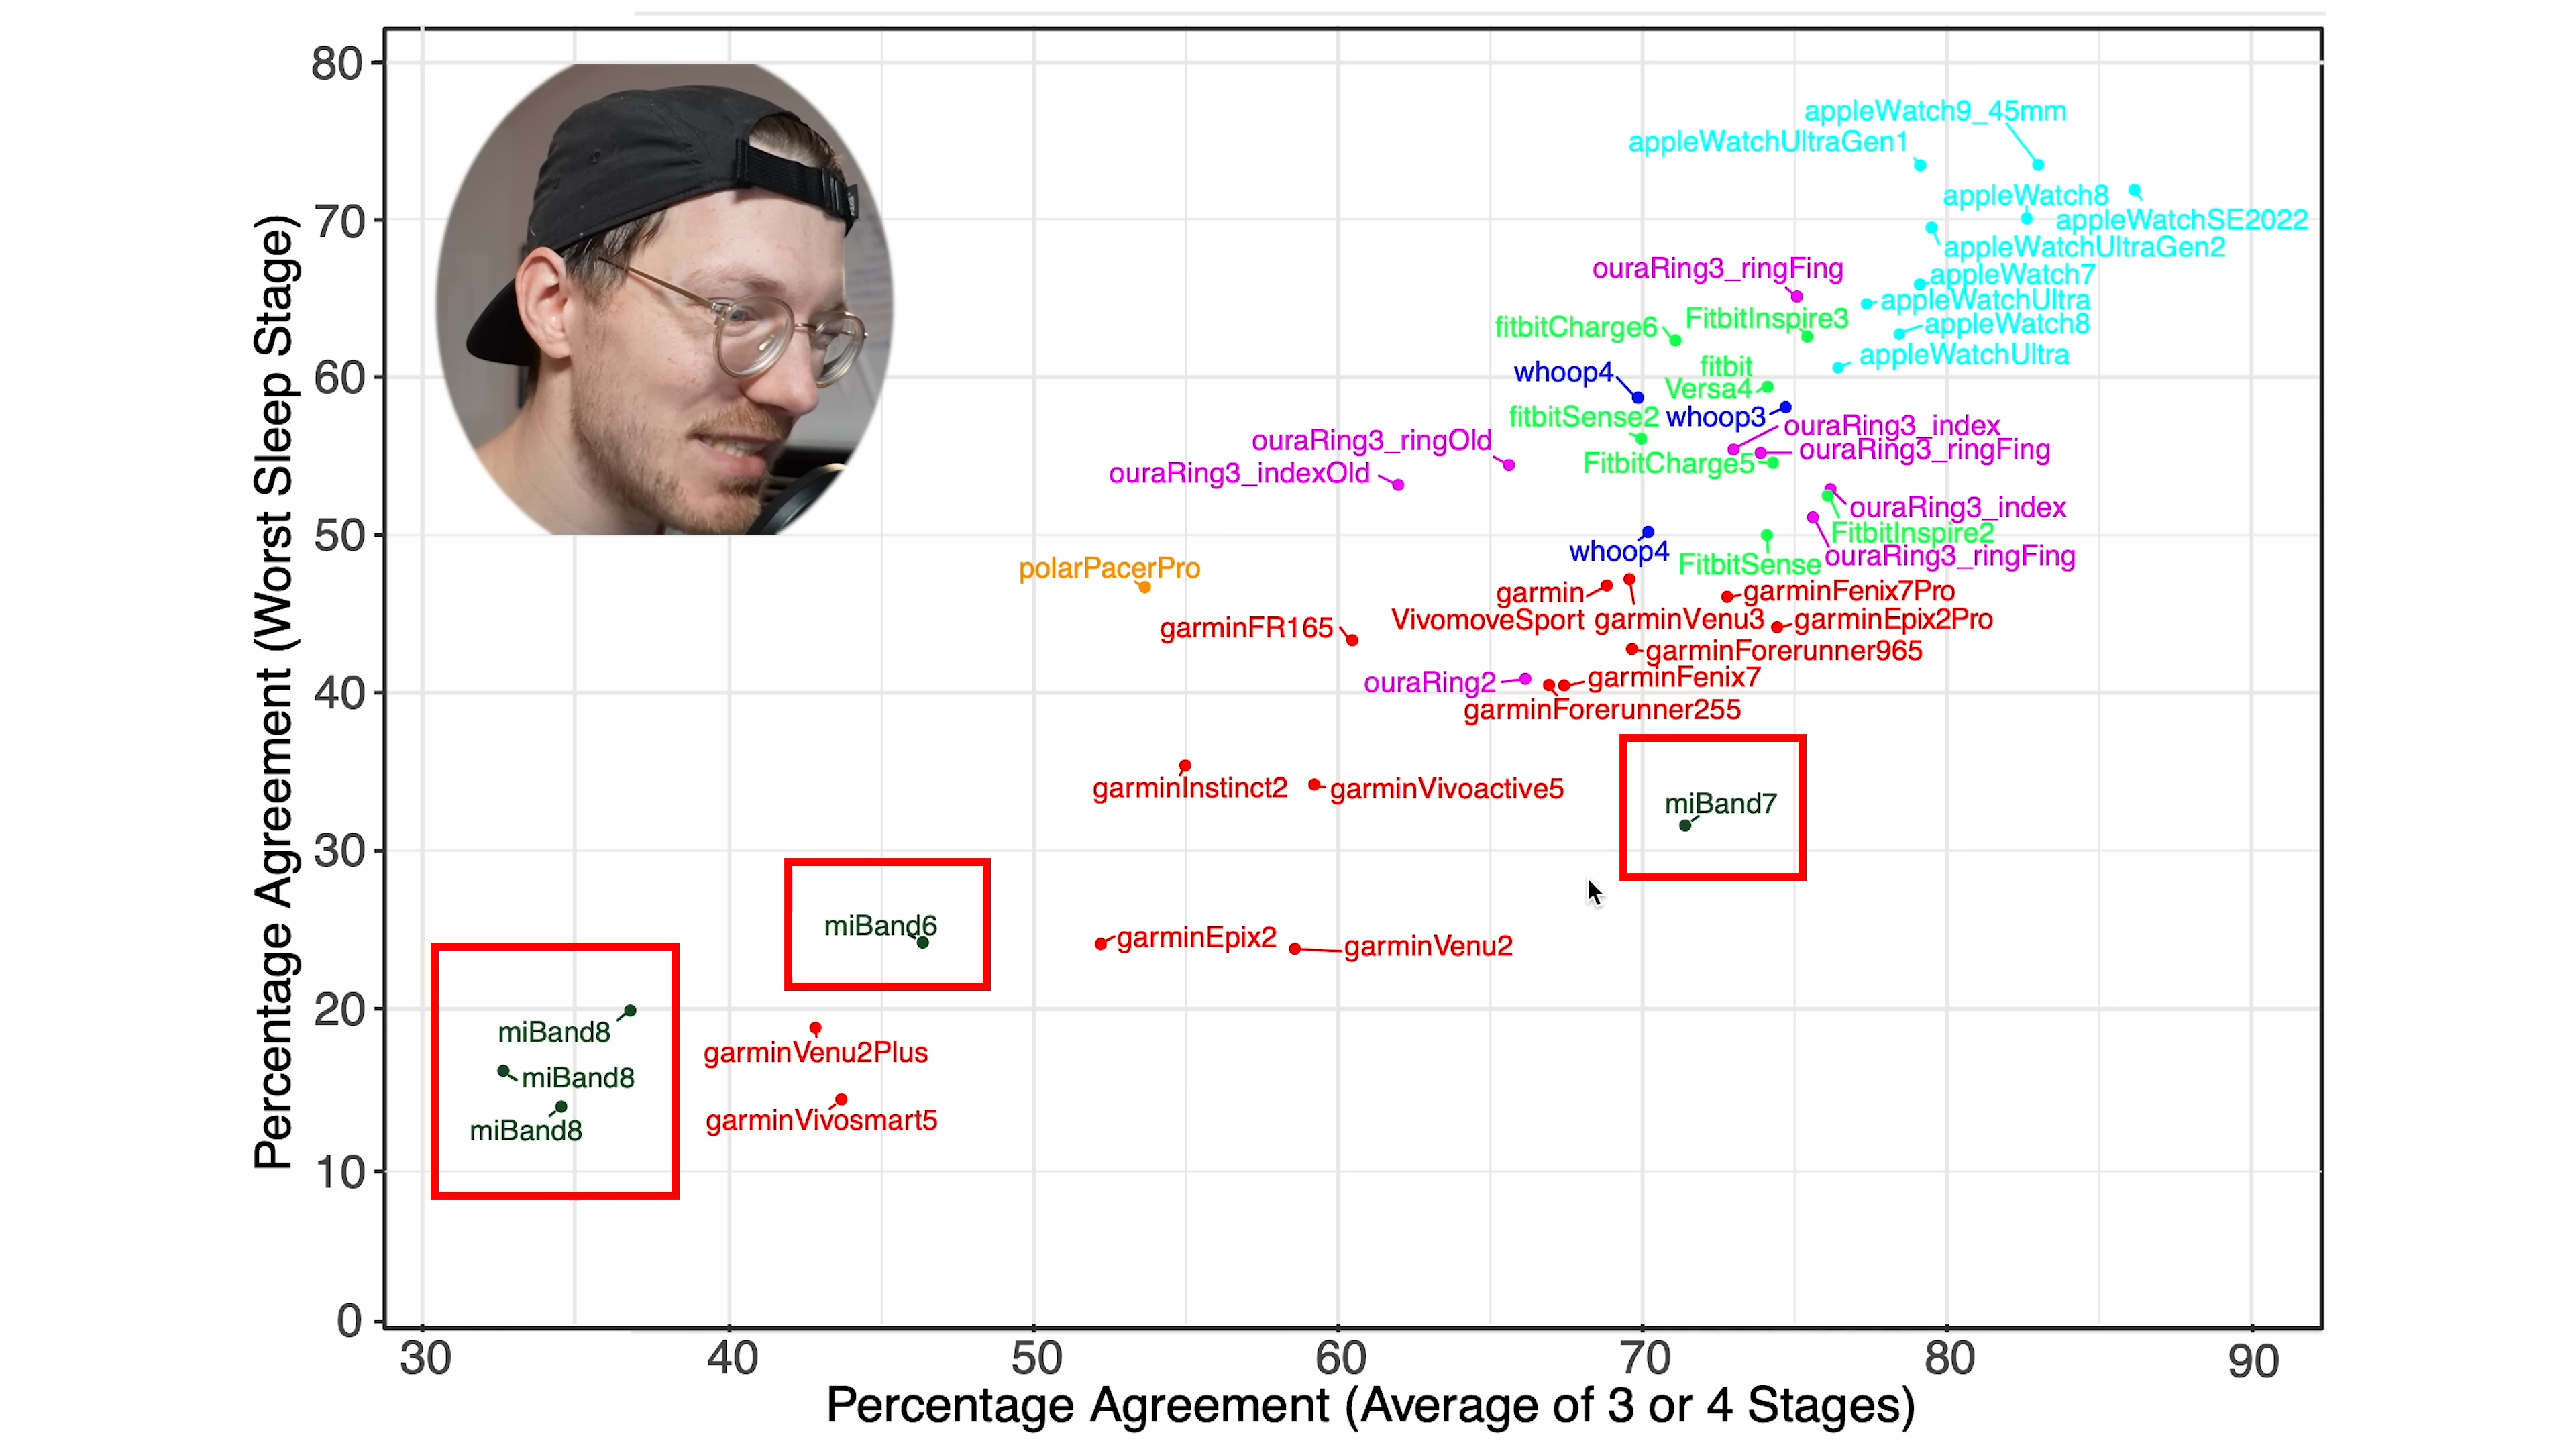 Percentage Agreement (Worst Sleep Stage)
80
70
60
50
40
30
20
10
0
appleWatch9_45mm
appleWatchUltraGen1
appleWatch8
appleWatchSE2022
appleWatchUltraGen2
ouraRing3_ringFing
appleWatch7
appleWatchUltra
fitbitCharge6
FitbitInspire3
appleWatch8
appleWatchUltra
whoop4
fitbit
Versa4
fitbitSense2
whoop3
ouraRing3_index
ouraRing3_ringOld
ouraRing3_ringFing
FitbitCharge5
ouraRing3_indexOld
ouraRing3_index
FitbitInspire2
whoop4
ouraRing3_ringFing
FitbitSense
polarPacerPro
garmin
VivomoveSport
garminVenu3
garminFenix7Pro
garminEpix2Pro
garminFR165
garminForerunner965
ouraRing2
garminFenix7
garminForerunner255
garminInstinct2
garminVivoactive5
miBand7
miBand6
garminEpix2
garminVenu2
miBand8
garminVenu2Plus
miBand8
garminVivosmart5
miBand8
30
40
50
60
70
80
90
Percentage Agreement (Average of 3 or 4 Stages)